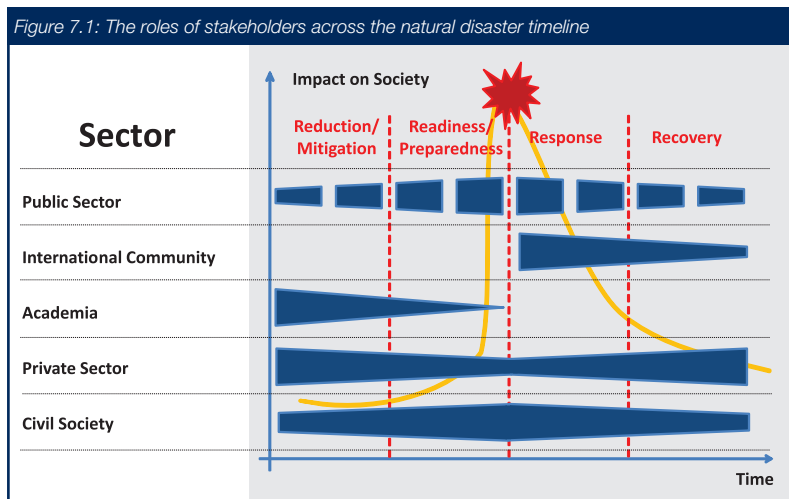 Figure 7.1: The roles of stakeholders across the natural disaster timeline
Impact on Society
Sector
Reduction/
Mitigation
Readiness/
Preparedness
Response
Recovery
Public Sector
International Community
Academia
Private Sector
Civil Society
Time